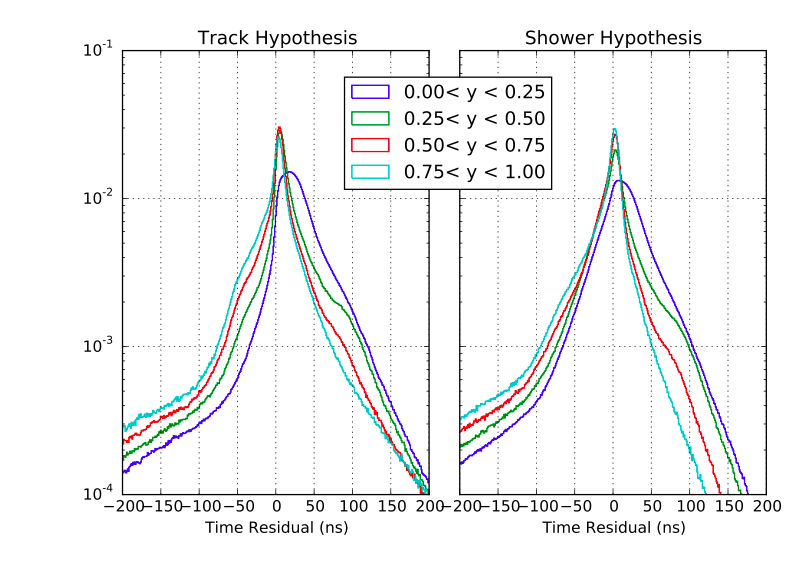 Track Hypothesis
Shower Hypothesis
10⁻¹
10⁻²
10⁻³
10⁻⁴
0.00< y < 0.25
0.25< y < 0.50
0.50< y < 0.75
0.75< y < 1.00
−200 −150 −100 −50 0 50 100 150 200
−200 −150 −100 −50 0 50 100 150 200
Time Residual (ns)
Time Residual (ns)